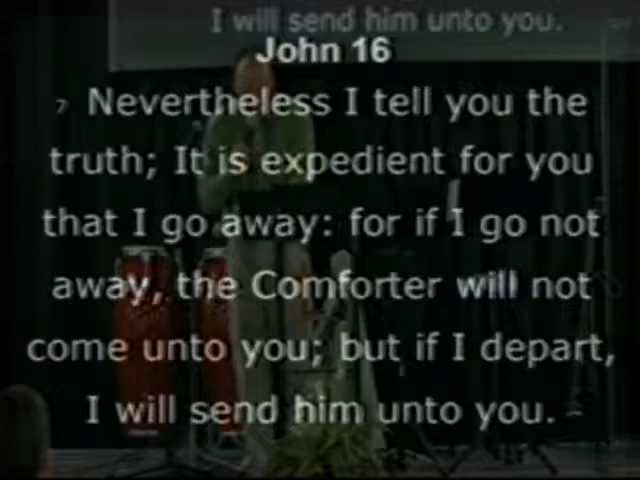 I will send him unto you.
John 16
7 Nevertheless I tell you the
truth; It is expedient for you
that I go away: for if I go not
away, the Comforter will not
come unto you; but if I depart,
I will send him unto you.